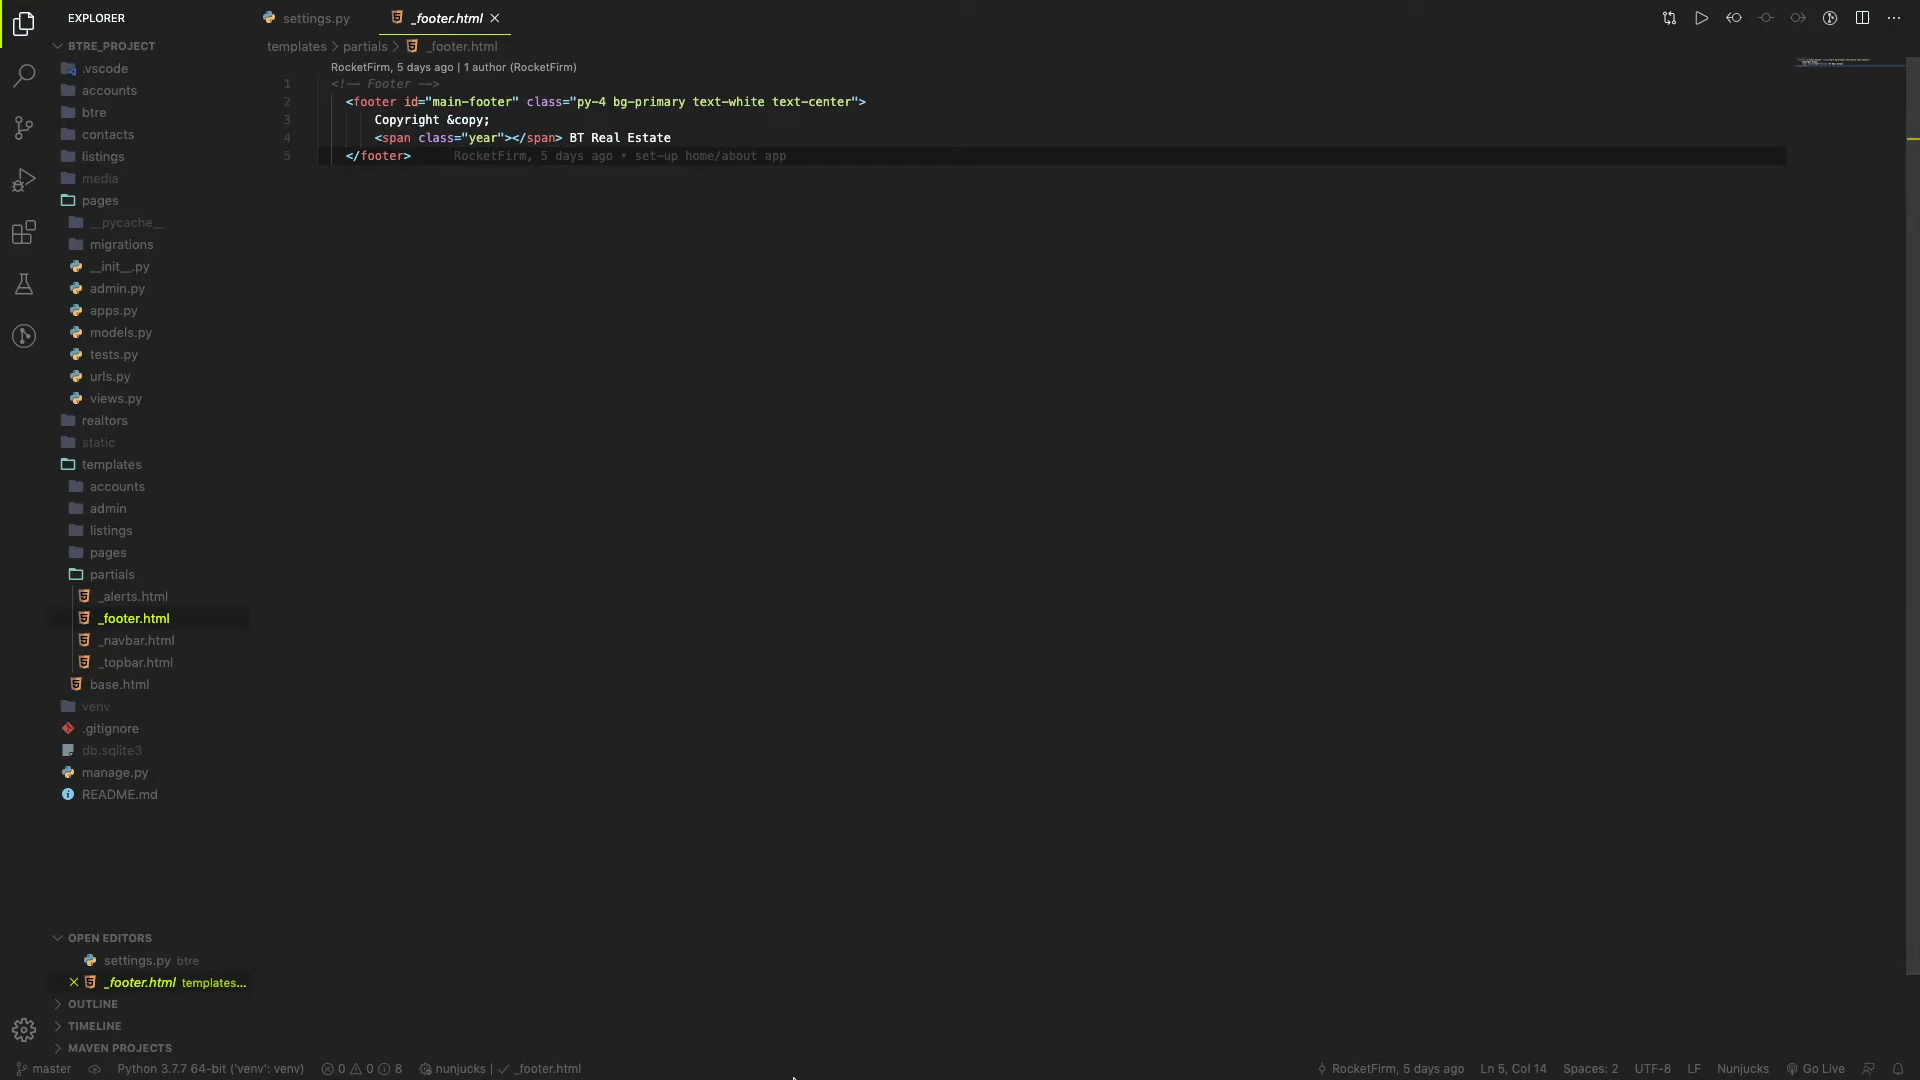 EXPLORER
BTRE_PROJECT
.vscode
accounts
btre
contacts
listings
media
pages
__pycache__
migrations
__init__.py
admin.py
apps.py
models.py
tests.py
urls.py
views.py
realtors
static
templates
accounts
admin
listings
pages
partials
_alerts.html
_footer.html
_navbar.html
_topbar.html
base.html
venv
.gitignore
db.sqlite3
manage.py
README.md
OPEN EDITORS
settings.py btre
_footer.html templates...
OUTLINE
TIMELINE
MAVEN PROJECTS
settings.py
_footer.html
templates > partials > _footer.html
RocketFirm, 5 days ago | 1 author (RocketFirm)
1 <!-- Footer -->
2 <footer id="main-footer" class="py-4 bg-primary text-white text-center">
3 Copyright &copy;
4 <span class="year"></span> BT Real Estate
5 </footer> RocketFirm, 5 days ago • set-up home/about app
master Python 3.7.7 64-bit ('venv': venv) 0 0 8 nunjucks | ✓ _footer.html RocketFirm, 5 days ago Ln 5, Col 14 Spaces: 2 UTF-8 LF Nunjucks Go Live